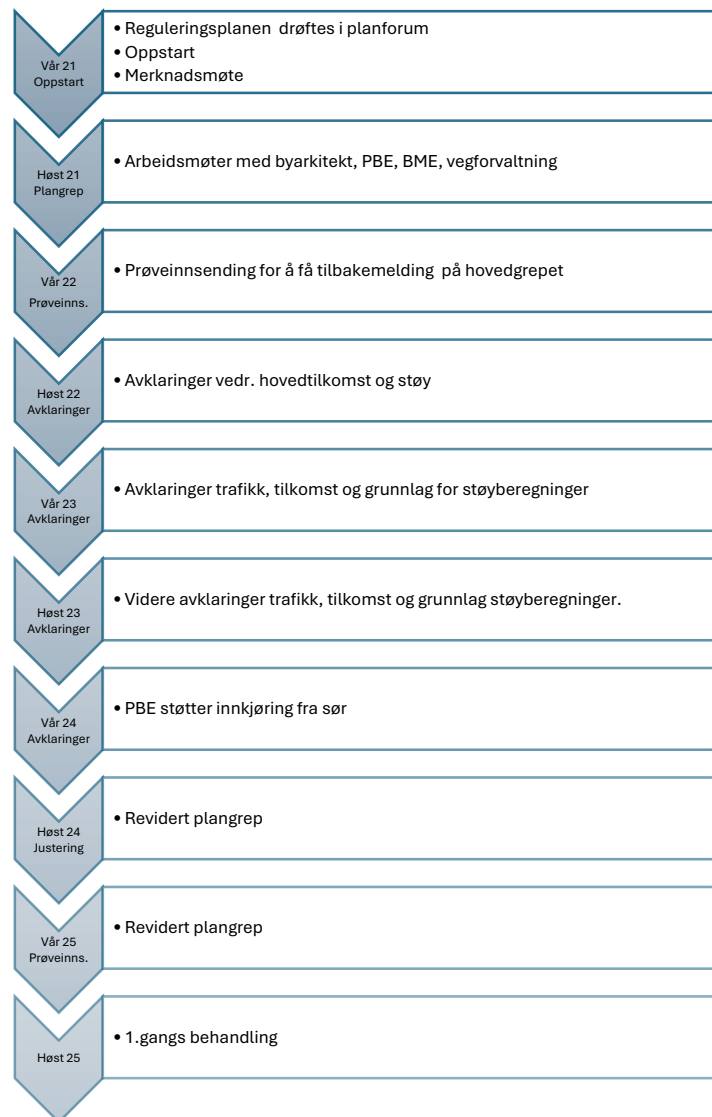 Vår 21
Oppstart
• Reguleringsplanen drøftes i planforum
• Oppstart
• Merknadsmøte
Høst 21
Plangrep
• Arbeidsmøter med byarkitekt, PBE, BME, vegforvaltning
Vår 22
Prøveinns.
• Prøveinnsending for å få tilbakemelding på hovedgrepet
Høst 22
Avklaringer
• Avklaringer vedr. hovedtilkomst og støy
Vår 23
Avklaringer
• Avklaringer trafikk, tilkomst og grunnlag for støyberegninger
Høst 23
Avklaringer
• Videre avklaringer trafikk, tilkomst og grunnlag støyberegninger.
Vår 24
Avklaringer
• PBE støtter innkjøring fra sør
Høst 24
Justering
• Revidert plangrep
Vår 25
Prøveinns.
• Revidert plangrep
Høst 25
• 1.gangs behandling